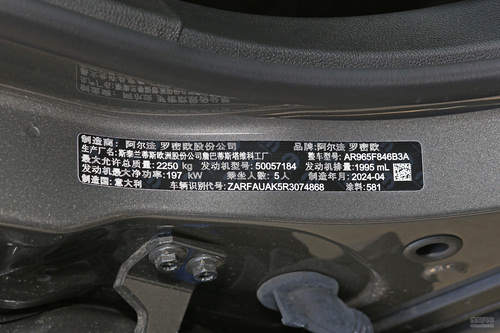 制造商：阿尔法 罗密欧股份公司 品牌：阿尔法 罗密欧
生产厂名：斯泰兰蒂斯欧洲股份公司詹巴蒂斯塔维科工厂 整车型号：AR965F846B3A
最大允许总质量：2250 kg 发动机型号：50057184 发动机排量：1995 mL
发动机最大净功率：197 kW 乘坐人数：5人 制造年月：2024-04
制造国：意大利 车辆识别代号：ZARFAUAK5R3074868 涂料：581